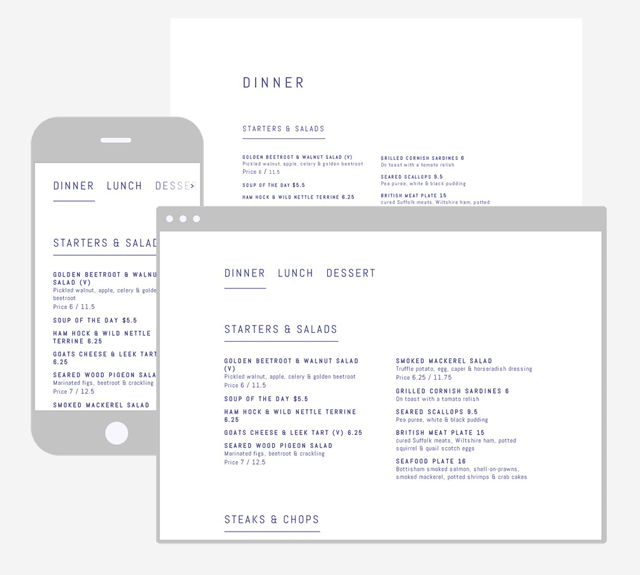 DINNER
STARTERS & SALADS
GOLDEN BEETROOT & WALNUT SALAD (V)
Pickled walnut, apple, celery & golden beetroot
Price 6 / 11.5
SOUP OF THE DAY $5.5
HAM HOCK & WILD NETTLE TERRINE 6.25
GRILLED CORNISH SARDINES 6
On toast with a tomato relish
SEARED SCALLOPS 9.5
Pea puree, white & black pudding
BRITISH MEAT PLATE 15
cured Suffolk meats, Wiltshire ham, potted
DINNER LUNCH DESSE>
STARTERS & SALAD
GOLDEN BEETROOT & WALNU
SALAD (V)
Pickled walnut, apple, celery & golde
beetroot
Price 6 / 11.5
SOUP OF THE DAY $5.5
HAM HOCK & WILD NETTLE
TERRINE 6.25
GOATS CHEESE & LEEK TART
6.25
SEARED WOOD PIGEON SALA
Marinated figs, beetroot & crackling
Price 7 / 12.5
SMOKED MACKEREL SALAD
DINNER LUNCH DESSERT
STARTERS & SALADS
GOLDEN BEETROOT & WALNUT SALAD
(V)
Pickled walnut, apple, celery & golden beetroot
Price 6 / 11.5
SOUP OF THE DAY $5.5
HAM HOCK & WILD NETTLE TERRINE
6.25
GOATS CHEESE & LEEK TART (V) 6.25
SEARED WOOD PIGEON SALAD
Marinated figs, beetroot & crackling
Price 7 / 12.5
SMOKED MACKEREL SALAD
Truffle potato, egg, caper & horseradish dressing
Price 6.25 / 11.75
GRILLED CORNISH SARDINES 6
On toast with a tomato relish
SEARED SCALLOPS 9.5
Pea puree, white & black pudding
BRITISH MEAT PLATE 15
cured Suffolk meats, Wiltshire ham, potted
squirrel & quail scotch eggs
SEAFOOD PLATE 16
Bottisham smoked salmon, shell-on-prawns,
smoked mackerel, potted shrimps & crab cakes
STEAKS & CHOPS